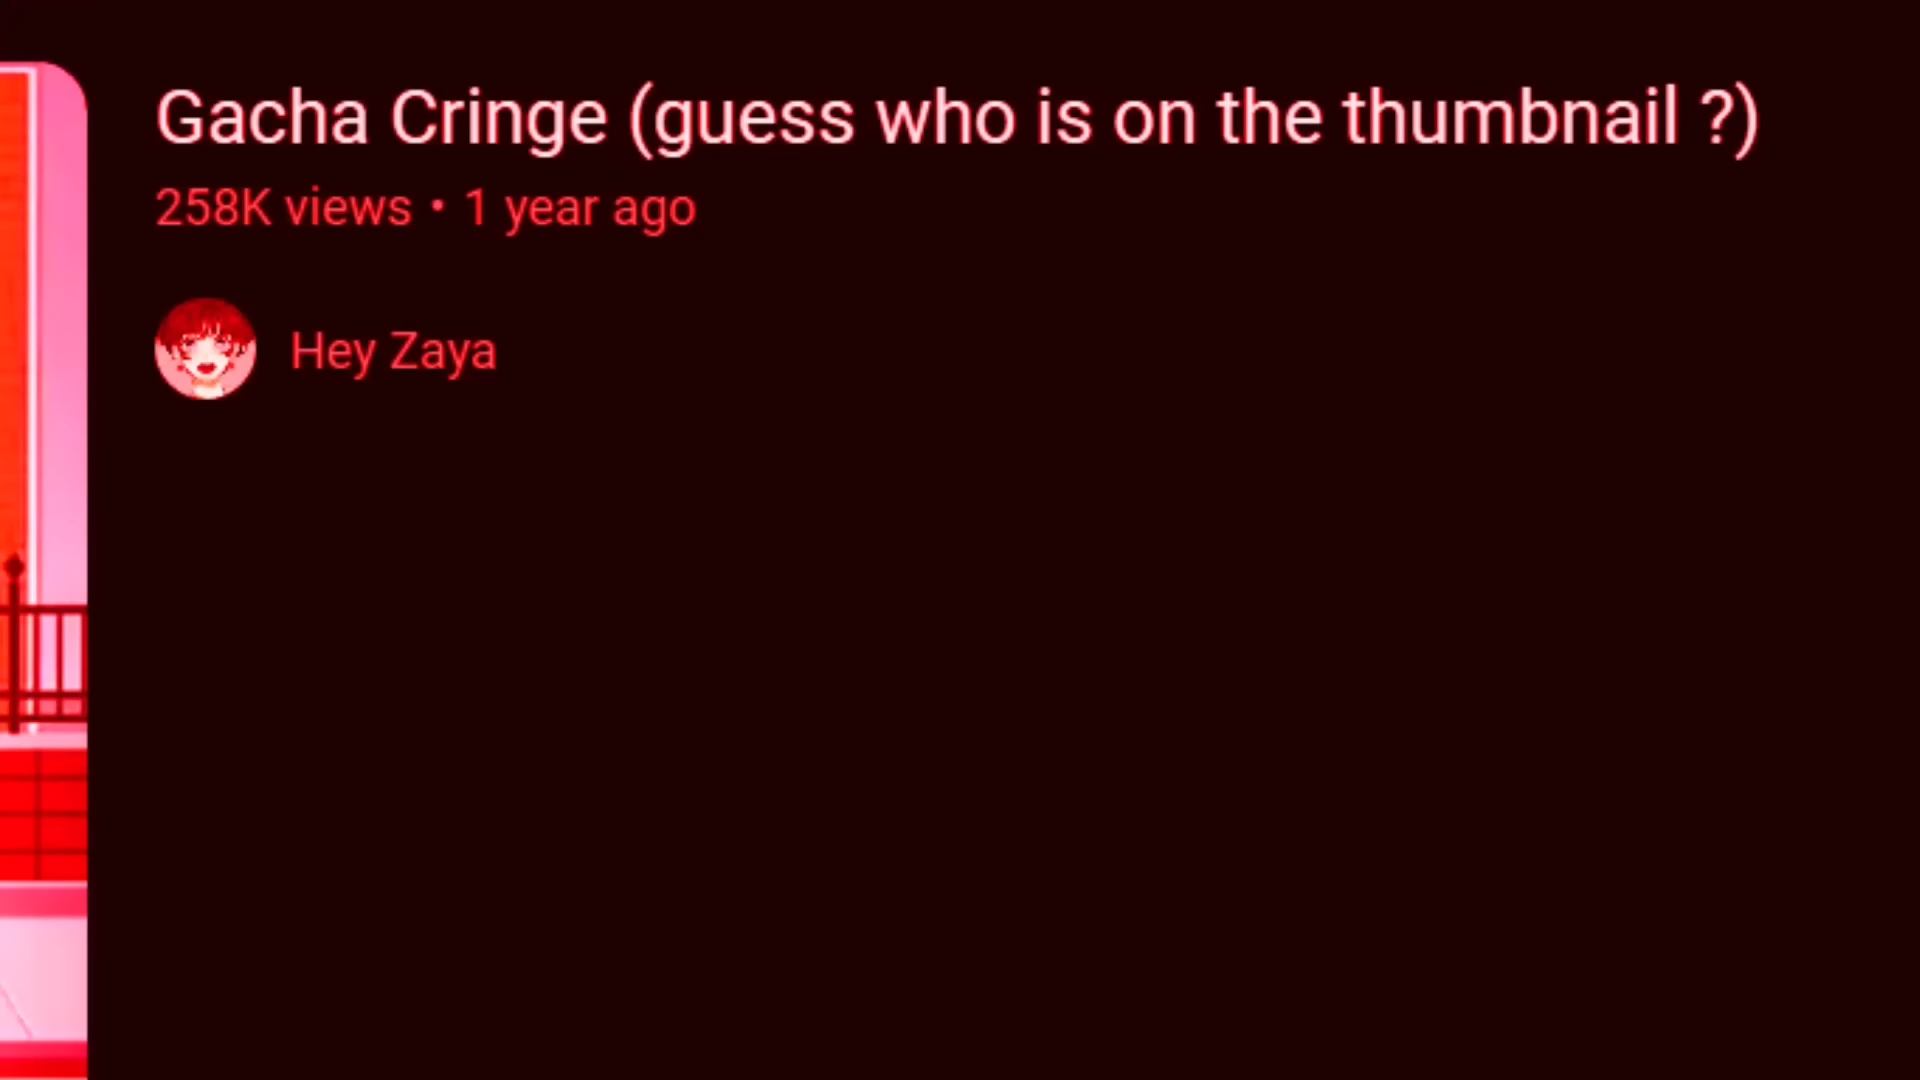 Gacha Cringe (guess who is on the thumbnail ?)
258K views • 1 year ago
Hey Zaya